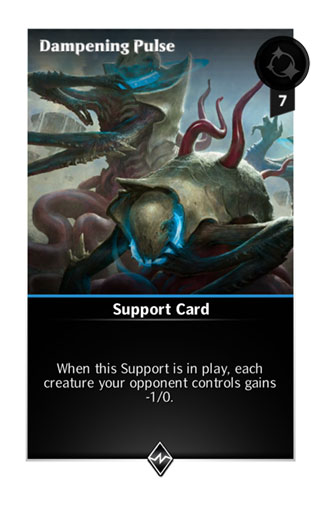 Dampening Pulse
7
Support Card
When this Support is in play, each
creature your opponent controls gains
-1/0.